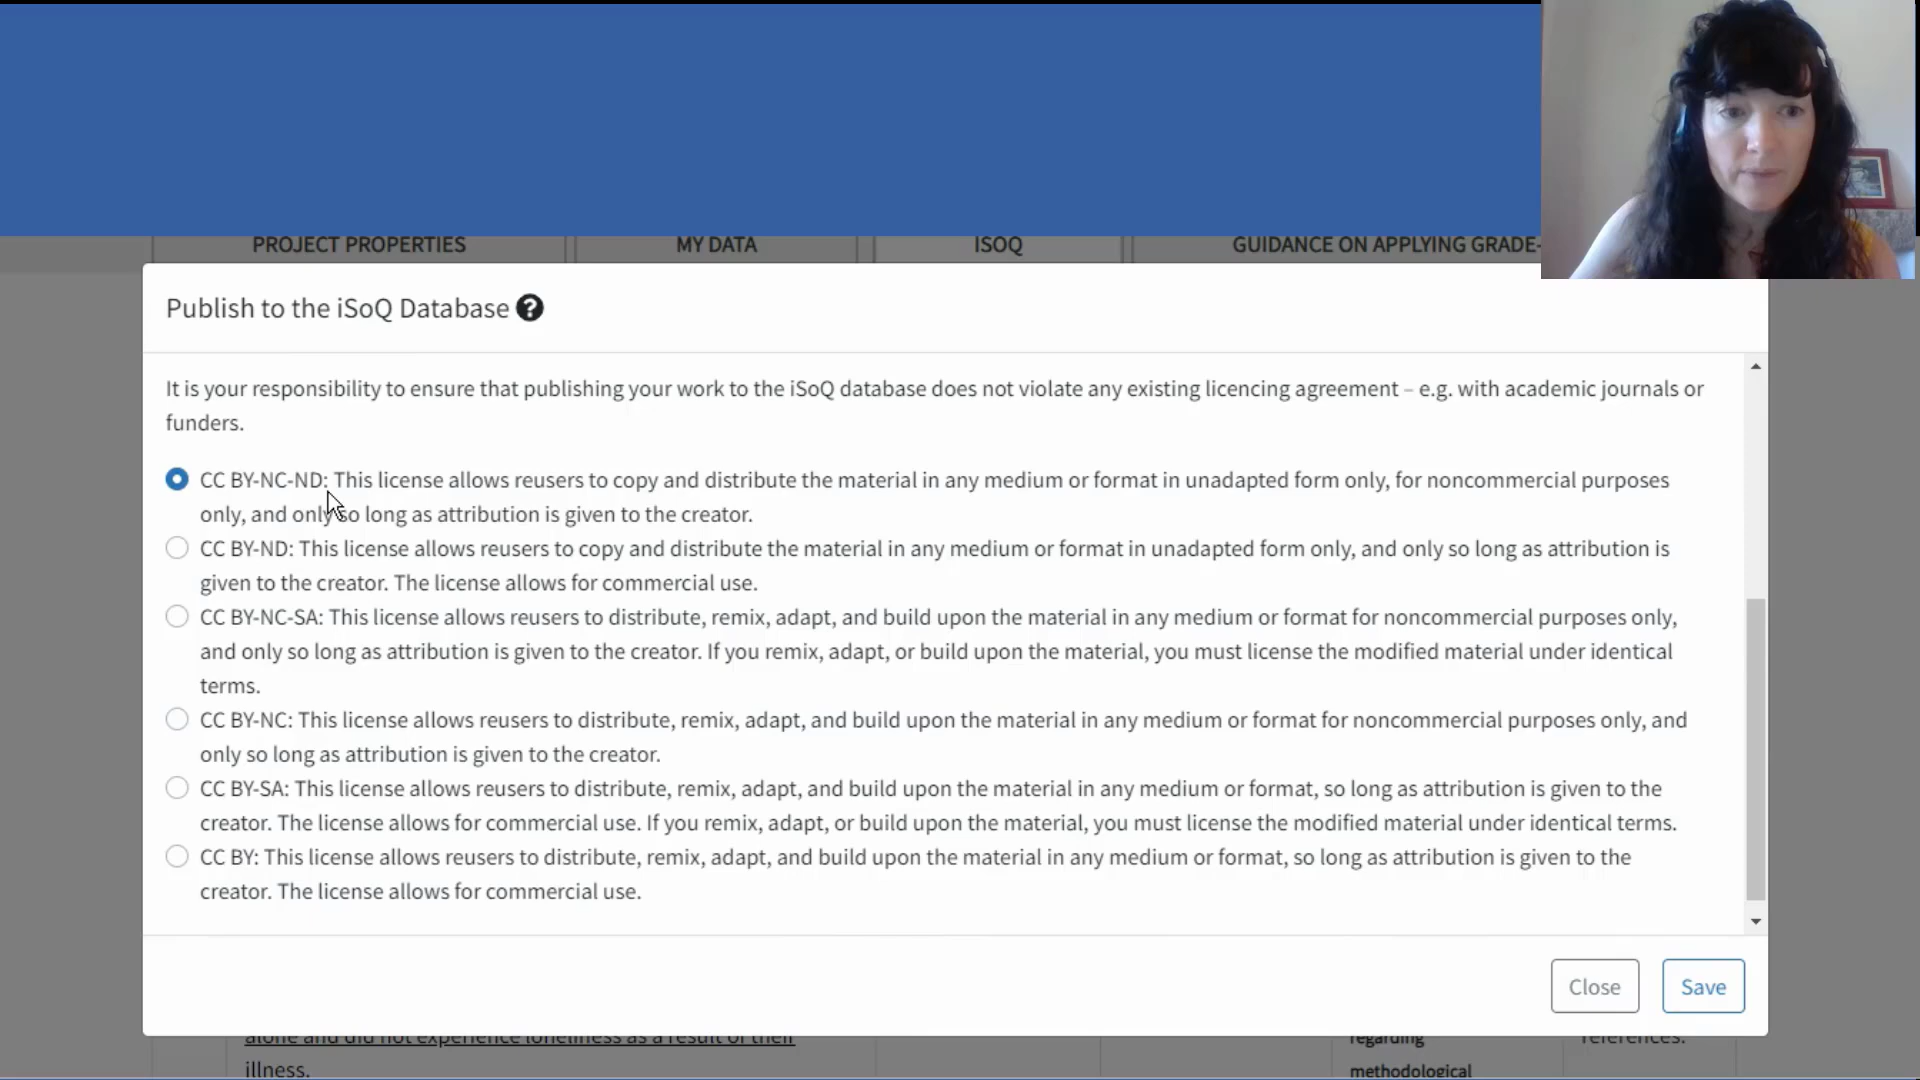 PROJECT PROPERTIES
MY DATA
ISOQ
GUIDANCE ON APPLYING GRADE-
Publish to the iSoQ Database ?
It is your responsibility to ensure that publishing your work to the iSoQ database does not violate any existing licencing agreement – e.g. with academic journals or
funders.
CC BY-NC-ND: This license allows reusers to copy and distribute the material in any medium or format in unadapted form only, for noncommercial purposes
only, and only so long as attribution is given to the creator.
CC BY-ND: This license allows reusers to copy and distribute the material in any medium or format in unadapted form only, and only so long as attribution is
given to the creator. The license allows for commercial use.
CC BY-NC-SA: This license allows reusers to distribute, remix, adapt, and build upon the material in any medium or format for noncommercial purposes only,
and only so long as attribution is given to the creator. If you remix, adapt, or build upon the material, you must license the modified material under identical
terms.
CC BY-NC: This license allows reusers to distribute, remix, adapt, and build upon the material in any medium or format for noncommercial purposes only, and
only so long as attribution is given to the creator.
CC BY-SA: This license allows reusers to distribute, remix, adapt, and build upon the material in any medium or format, so long as attribution is given to the
creator. The license allows for commercial use. If you remix, adapt, or build upon the material, you must license the modified material under identical terms.
CC BY: This license allows reusers to distribute, remix, adapt, and build upon the material in any medium or format, so long as attribution is given to the
creator. The license allows for commercial use.
Close
Save
alone and did not experience loneliness as a result of their
regarding
references.
illness.
methodological